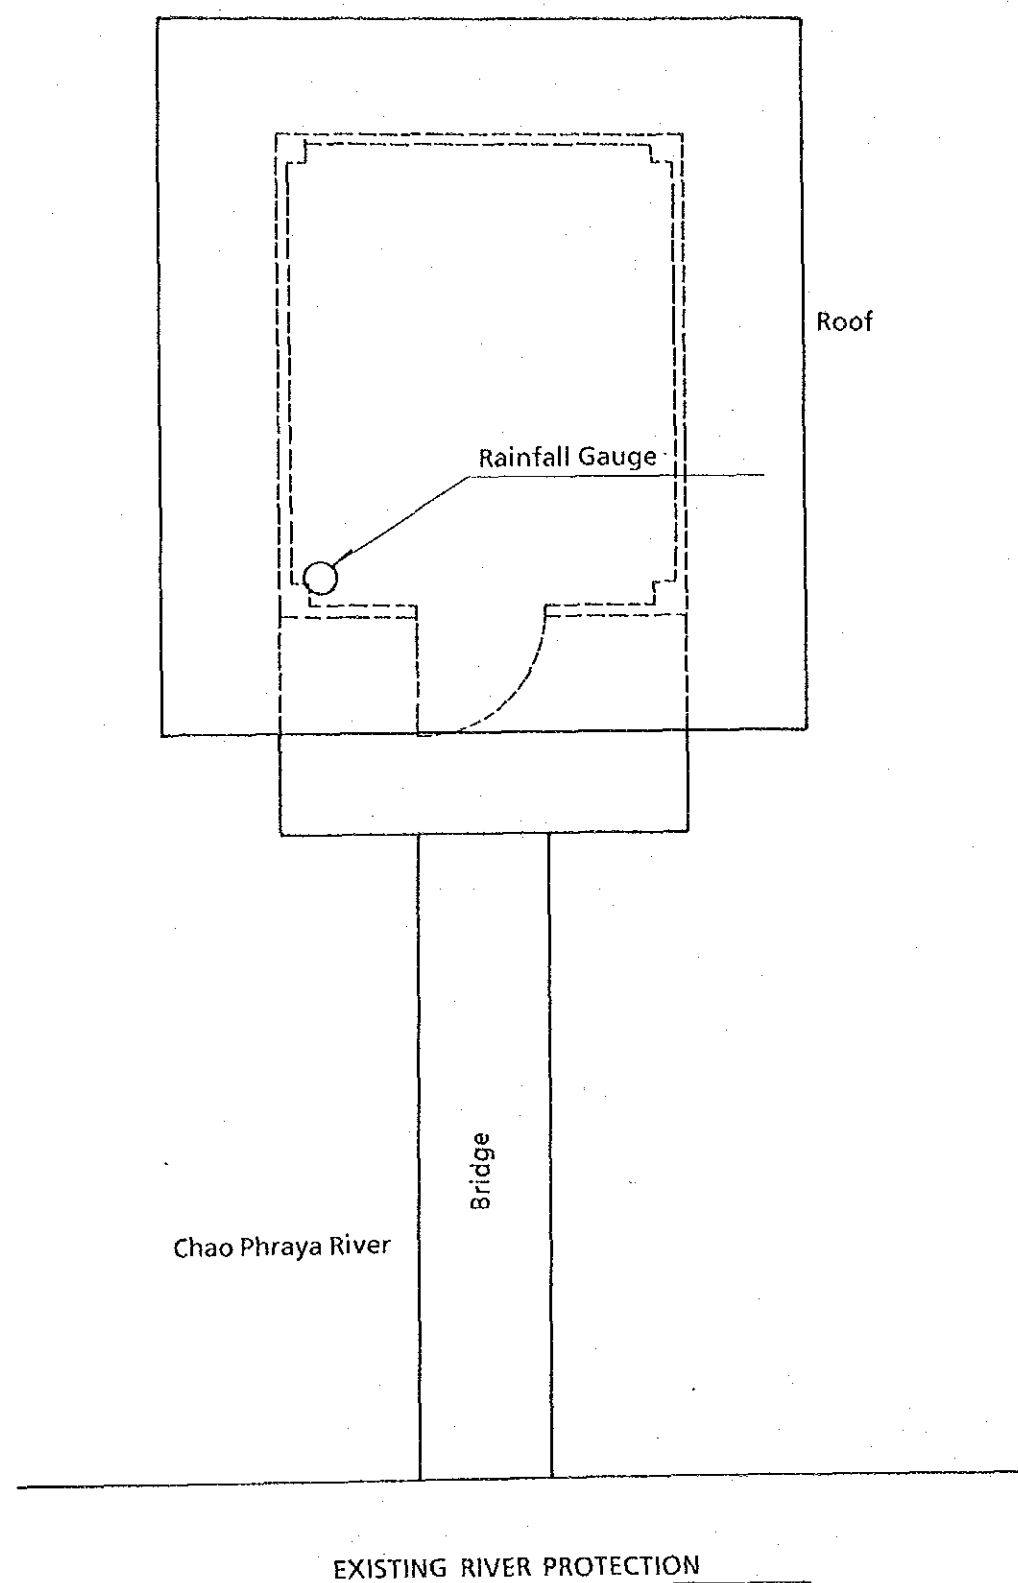 Roof
Rainfall Gauge
Bridge
Chao Phraya River
EXISTING RIVER PROTECTION